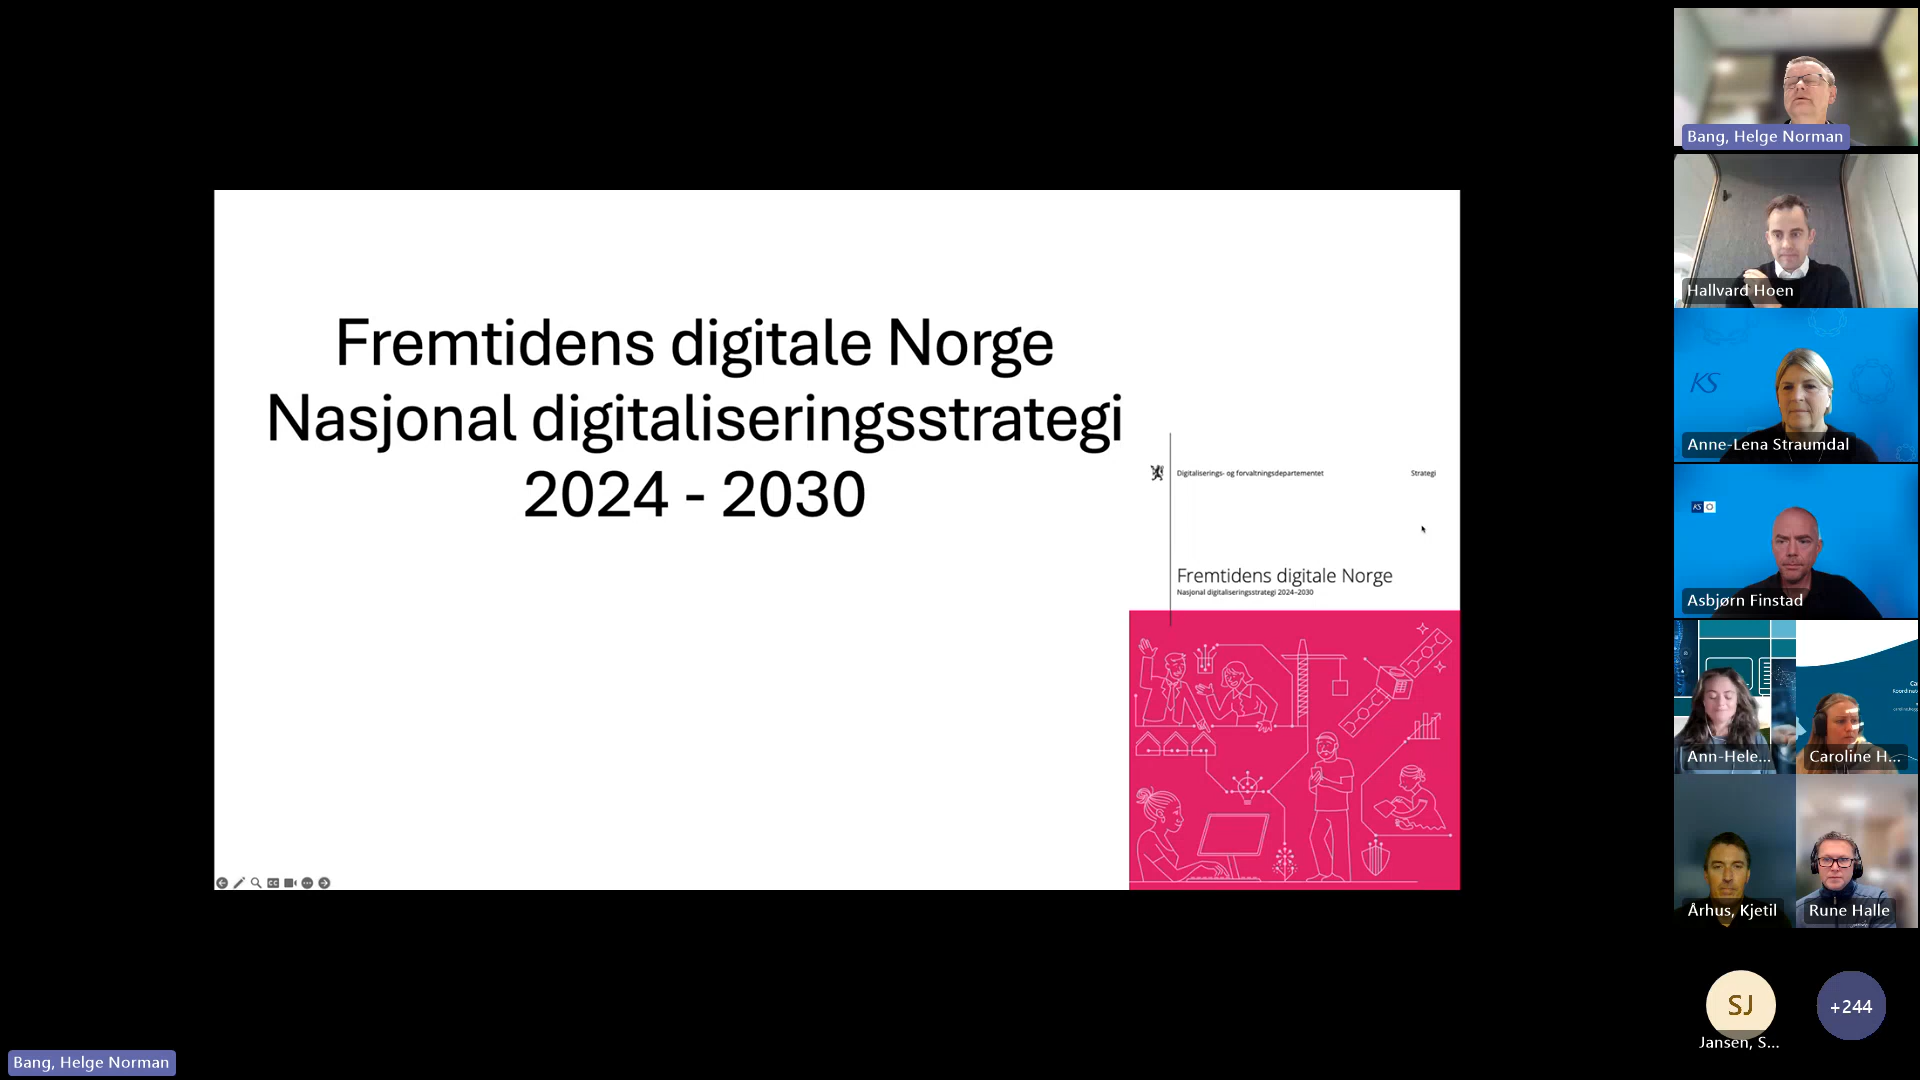 Fremtidens digitale Norge
Nasjonal digitaliseringsstrategi
2024 - 2030
Digitaliserings- og forvaltningsdepartementet
Strategi
Fremtidens digitale Norge
Nasjonal digitaliseringsstrategi 2024–2030
Bang, Helge Norman
Hallvard Hoen
KS
Anne-Lena Straumdal
KS
Asbjørn Finstad
Ann-Hele...
Caroline H...
Århus, Kjetil
Rune Halle
SJ
+244
Jansen, S...
Bang, Helge Norman